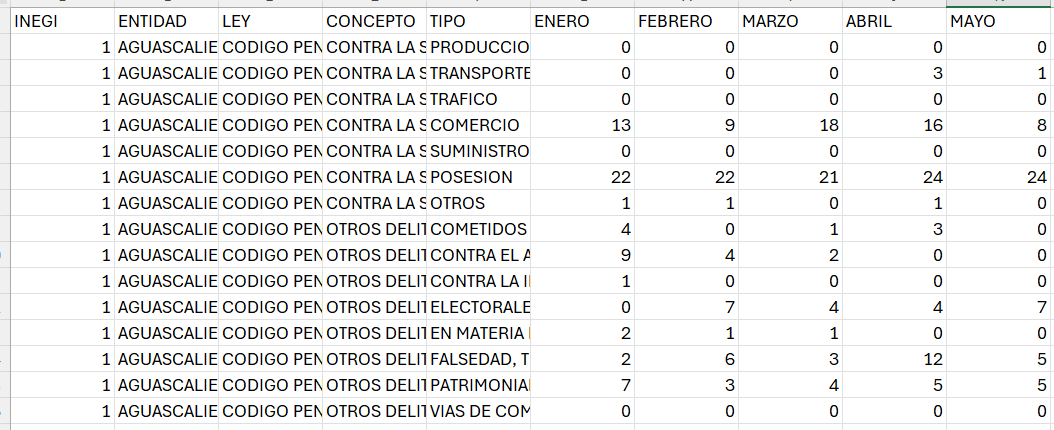 INEGI ENTIDAD LEY CONCEPTO TIPO ENERO FEBRERO MARZO ABRIL MAYO
1 AGUASCALIE CODIGO PEN CONTRA LA S PRODUCCIO 0 0 0 0 0
1 AGUASCALIE CODIGO PEN CONTRA LA S TRANSPORTE 0 0 0 3 1
1 AGUASCALIE CODIGO PEN CONTRA LA S TRAFICO 0 0 0 0 0
1 AGUASCALIE CODIGO PEN CONTRA LA S COMERCIO 13 9 18 16 8
1 AGUASCALIE CODIGO PEN CONTRA LA S SUMINISTRO 0 0 0 0 0
1 AGUASCALIE CODIGO PEN CONTRA LA S POSESION 22 22 21 24 24
1 AGUASCALIE CODIGO PEN CONTRA LA S OTROS 1 1 0 1 0
1 AGUASCALIE CODIGO PEN OTROS DELIT COMETIDOS 4 0 1 3 0
1 AGUASCALIE CODIGO PEN OTROS DELIT CONTRA EL A 9 4 2 0 0
1 AGUASCALIE CODIGO PEN OTROS DELIT CONTRA LA I 1 0 0 0 0
1 AGUASCALIE CODIGO PEN OTROS DELIT ELECTORALE 0 7 4 4 7
1 AGUASCALIE CODIGO PEN OTROS DELIT EN MATERIA 2 1 1 0 0
1 AGUASCALIE CODIGO PEN OTROS DELIT FALSEDAD, T 2 6 3 12 5
1 AGUASCALIE CODIGO PEN OTROS DELIT PATRIMONIA 7 3 4 5 5
1 AGUASCALIE CODIGO PEN OTROS DELIT VIAS DE COM 0 0 0 0 0